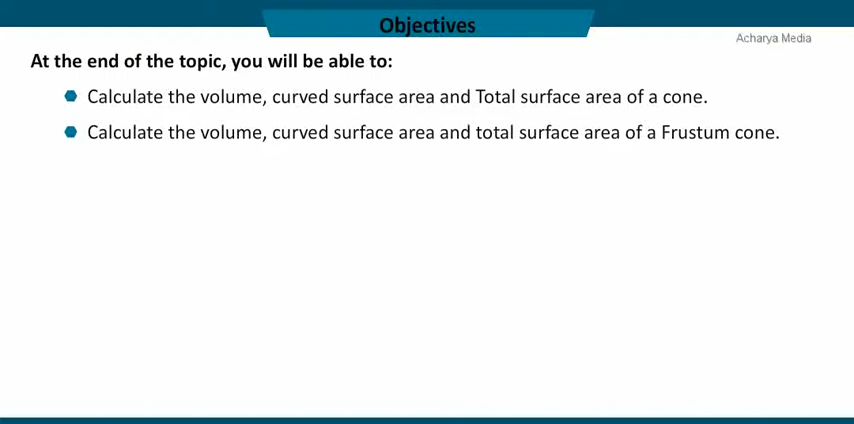 Objectives
Acharya Media
At the end of the topic, you will be able to:
Calculate the volume, curved surface area and Total surface area of a cone.
Calculate the volume, curved surface area and total surface area of a Frustum cone.